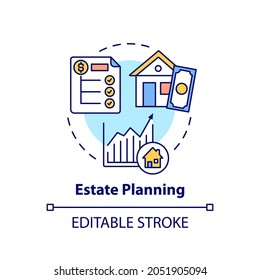 $
Estate Planning
EDITABLE STROKE
shutterstock.com · 2051905094